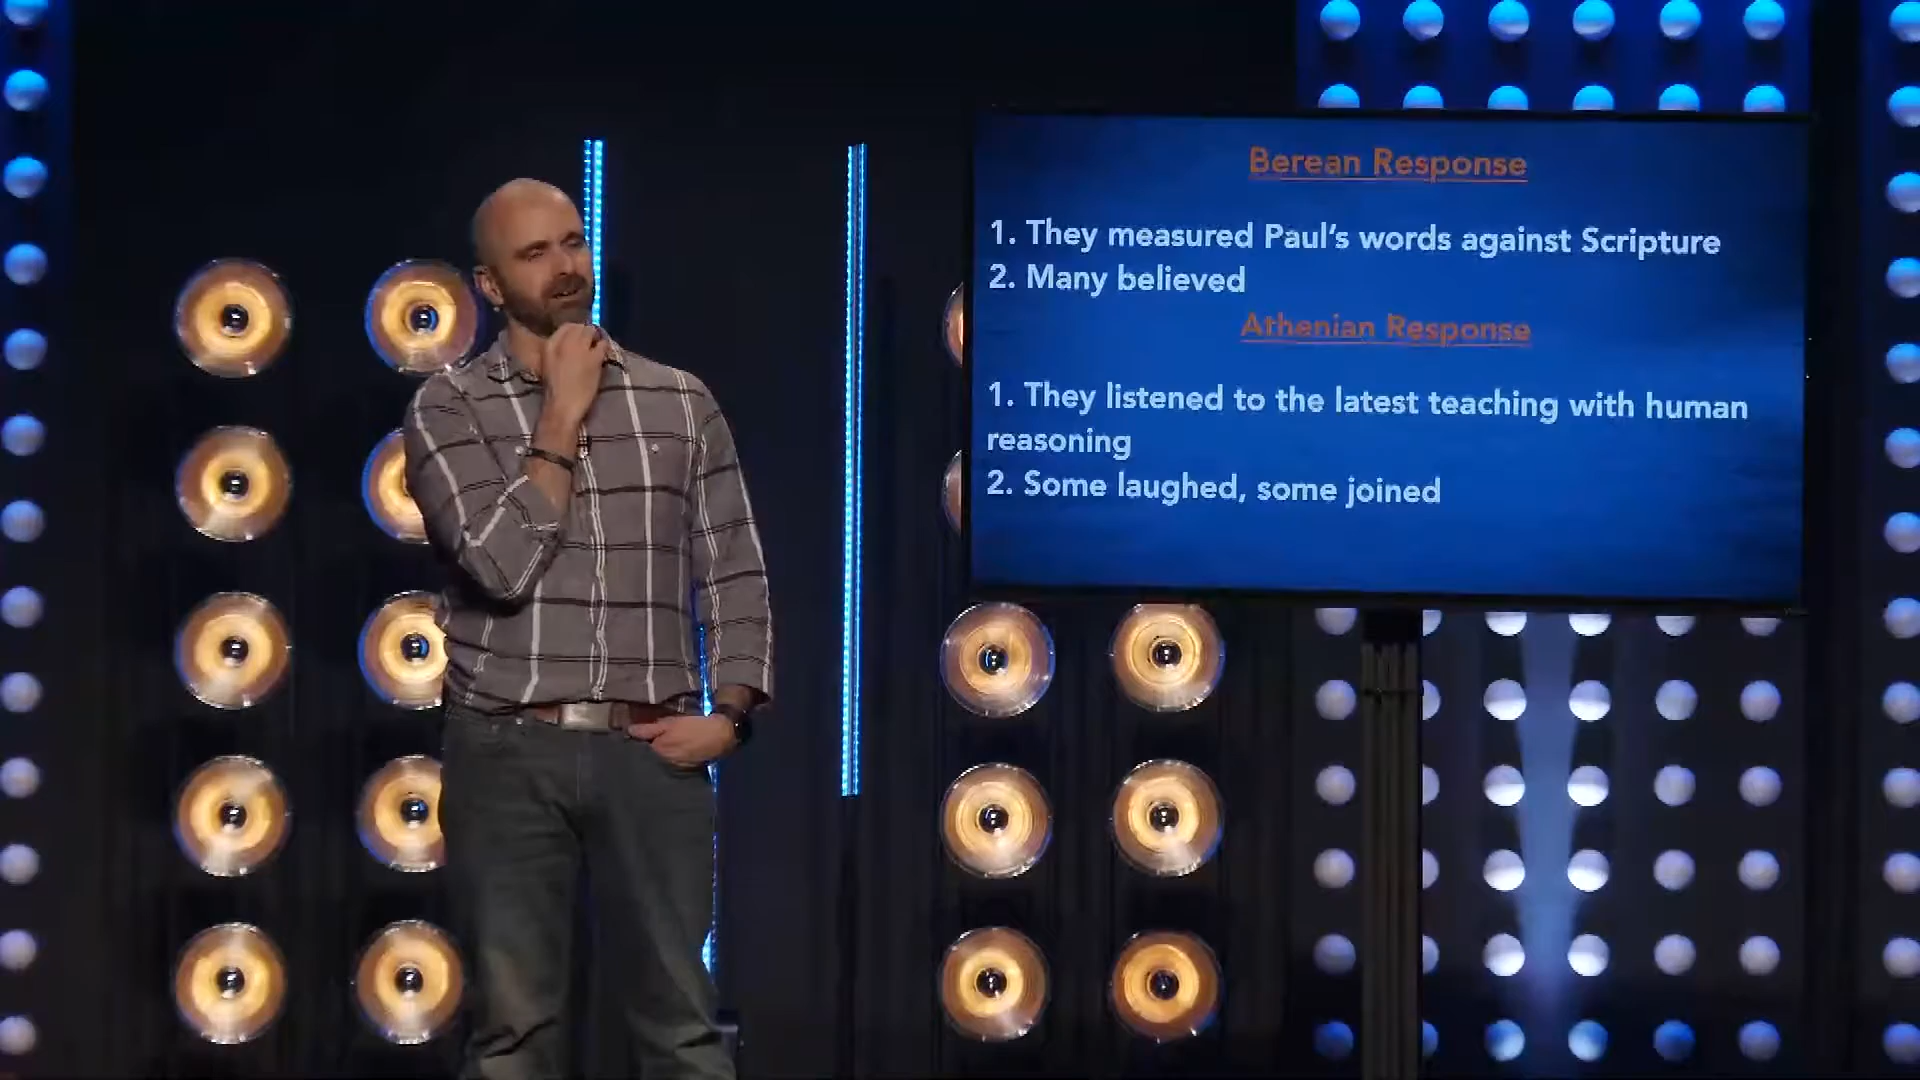 Berean Response
1. They measured Paul's words against Scripture
2. Many believed
Athenian Response
1. They listened to the latest teaching with human
reasoning
2. Some laughed, some joined